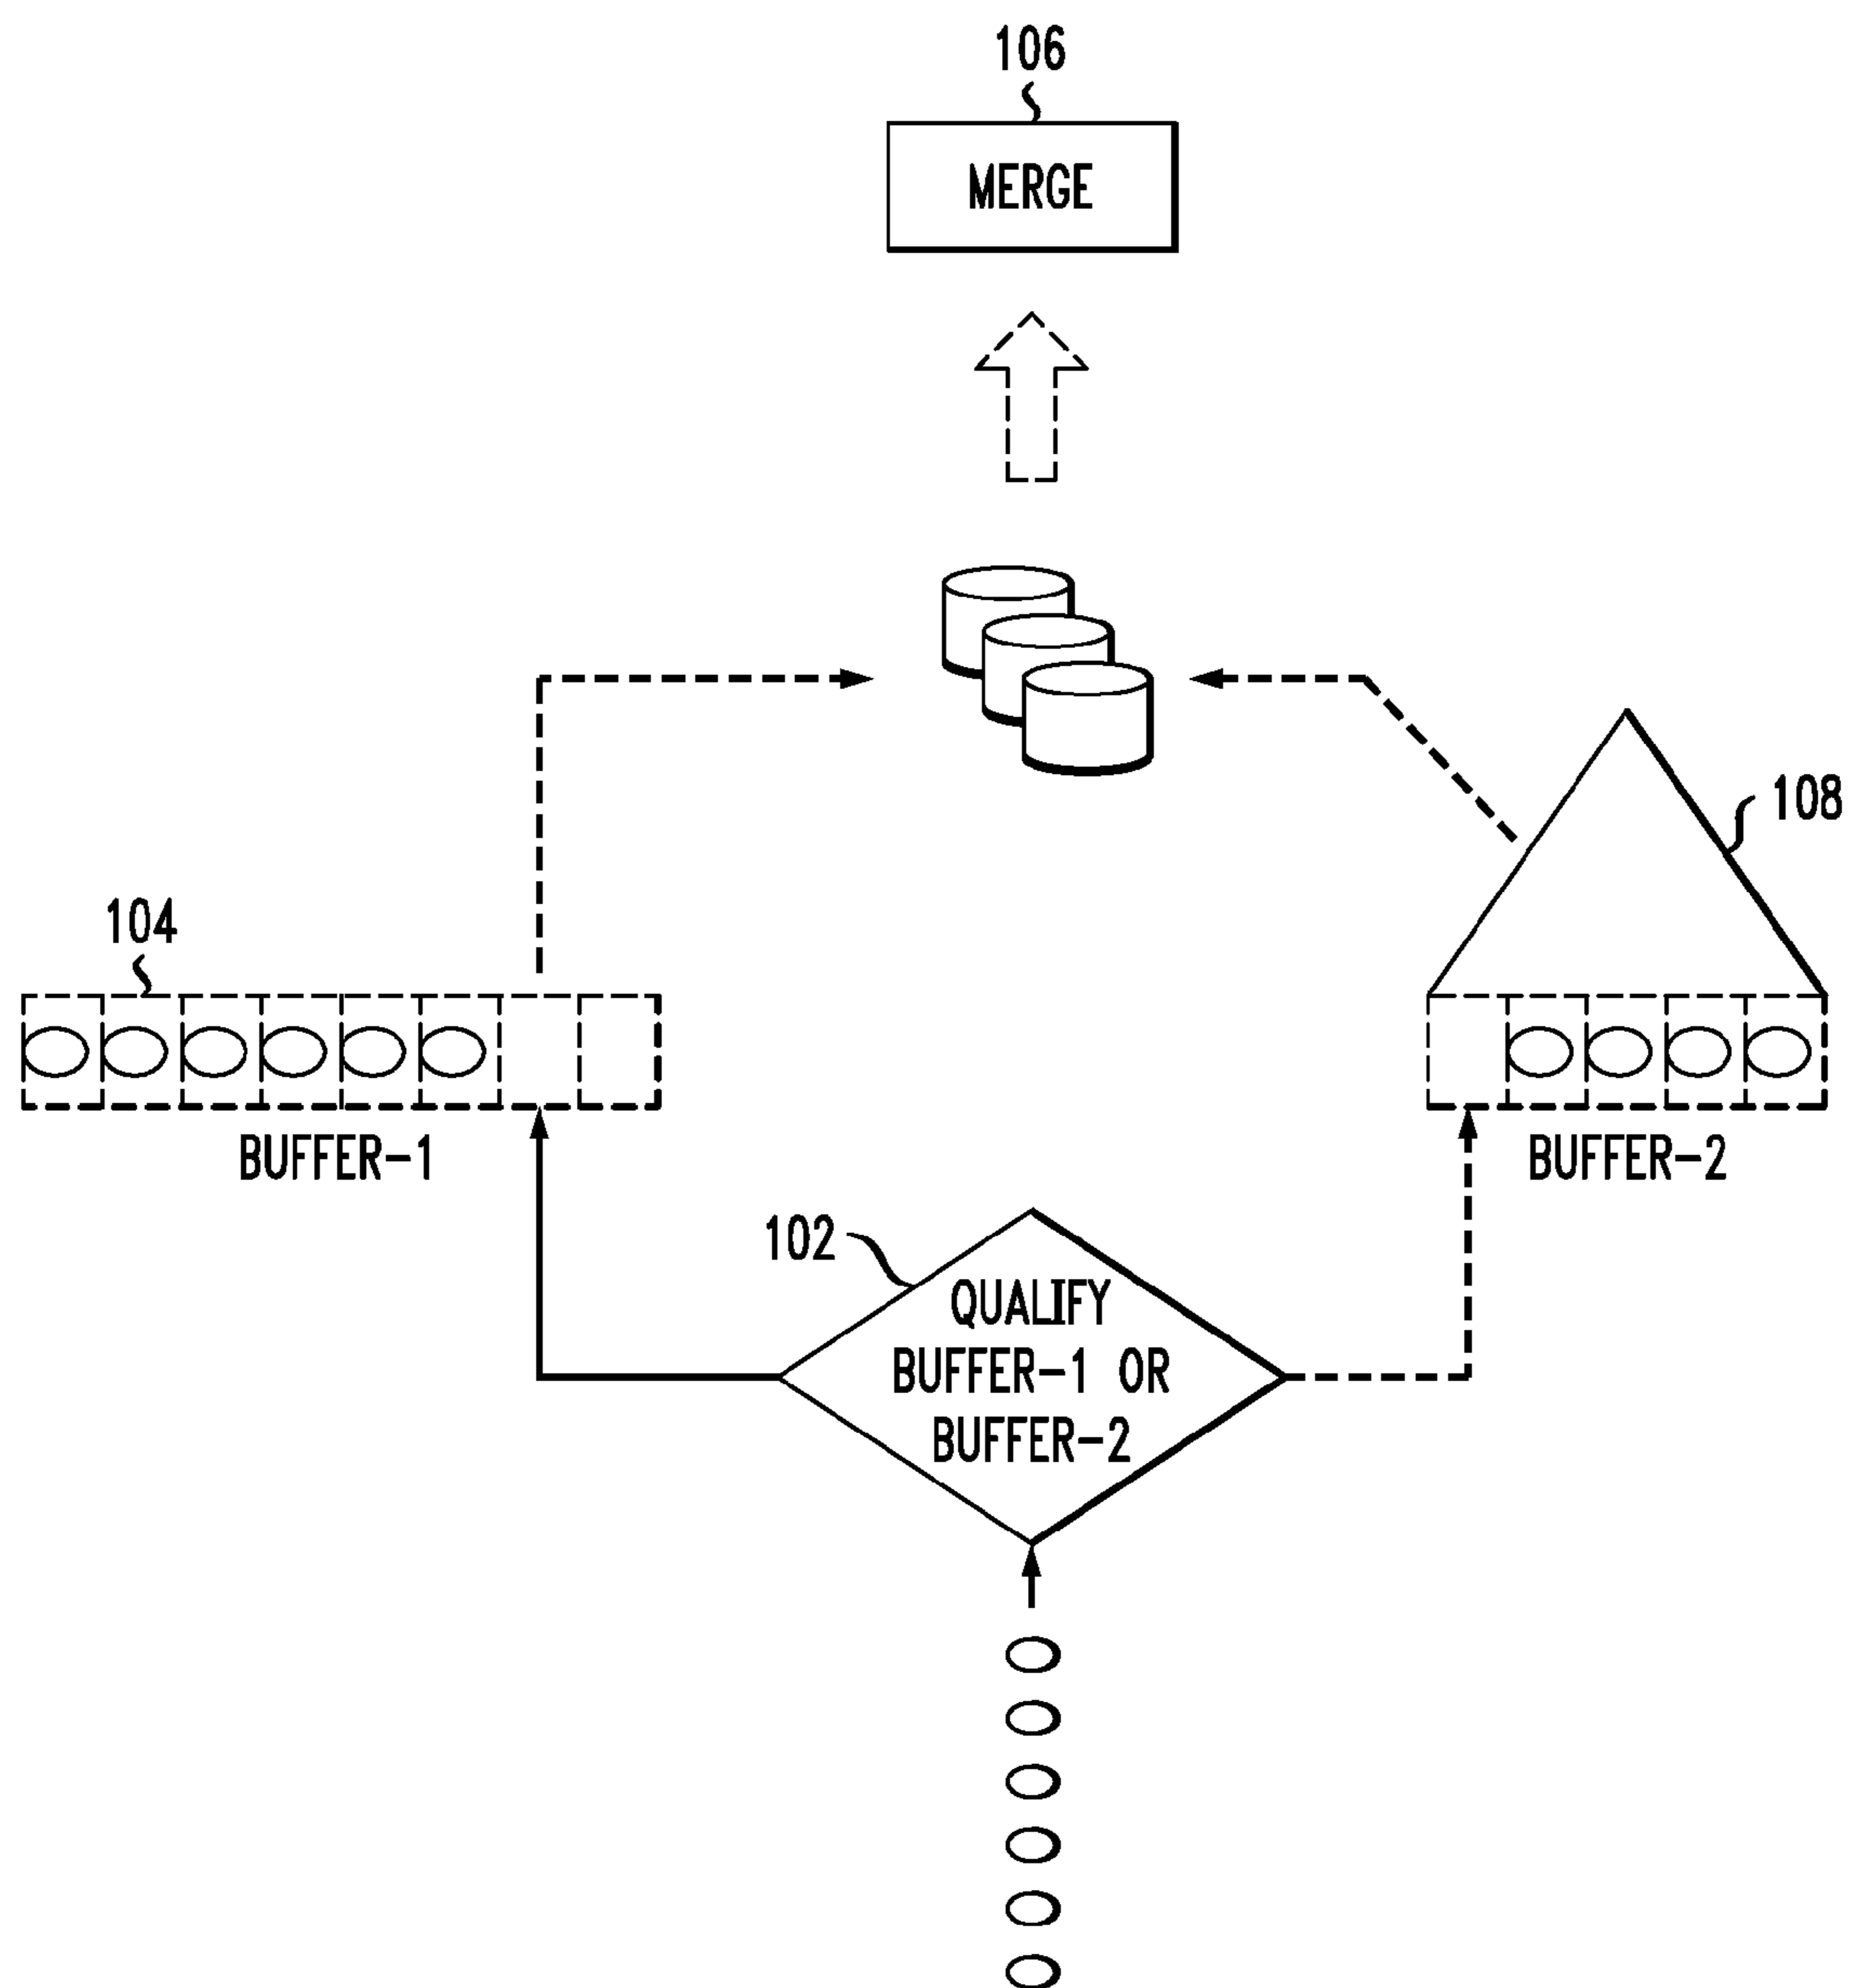 106
MERGE
108
104
BUFFER-1
BUFFER-2
102
QUALIFY
BUFFER-1 OR
BUFFER-2